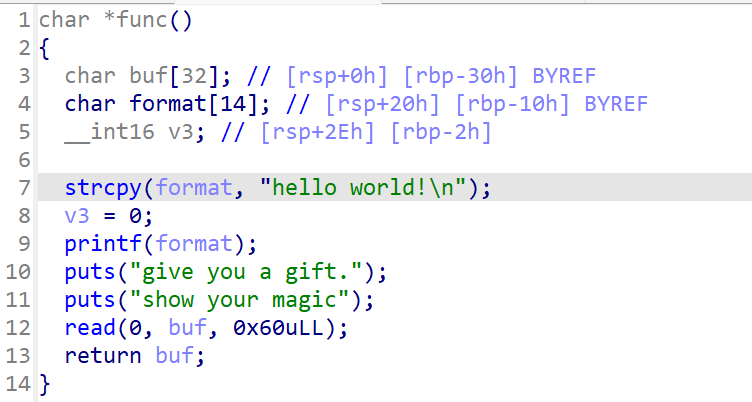 1 char *func()
2 {
3   char buf[32]; // [rsp+0h] [rbp-30h] BYREF
4   char format[14]; // [rsp+20h] [rbp-10h] BYREF
5   __int16 v3; // [rsp+2Eh] [rbp-2h]
6
7   strcpy(format, "hello world!\n");
8   v3 = 0;
9   printf(format);
10   puts("give you a gift.");
11   puts("show your magic");
12   read(0, buf, 0x60uLL);
13   return buf;
14 }